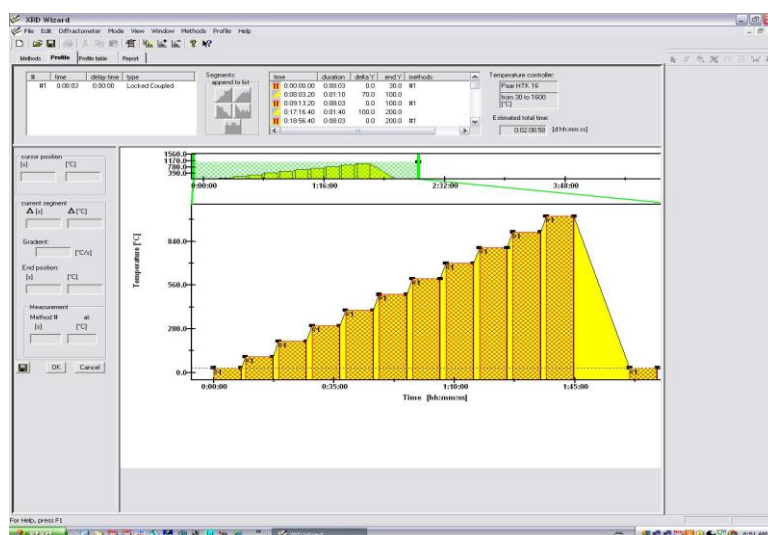 XRD Wizard
File Edit Diffractometer Mode View Window Methods Profile Help
Methods Profile Profile table Report
# time delay time type
#1 0:08:03 0:00:00 Locked Coupled
Segments:
append to list
time duration delta Y end Y methods
0:00:08.00 0:08:03 0.0 30.0 #1
0:08:03.20 0:01:10 70.0 100.0
0:09:13.20 0:08:03 0.0 100.0 #1
0:17:16.40 0:01:40 100.0 200.0
0:18:56.40 0:08:03 0.0 200.0 #1
Temperature controller:
Paar HTK 16
from 30 to 1600
[°C]
Estimated total time:
0:02:08:58 [d:hh:mm:ss]
cursor position
[s] [°C]
current segment
Δ [s] Δ [°C]
Gradient:
[°C/s]
End position:
[s] [°C]
Measurement
Method # at
[s] [°C]
OK Cancel
1560.0
1170.0
780.0
390.0
0:00:00 1:16:00 2:32:00 3:48:00
Temperature [°C]
840.0
560.0
280.0
0.0
0:00:00 0:35:00 1:10:00 1:45:00
Time [hh:mm:ss]
For Help, press F1